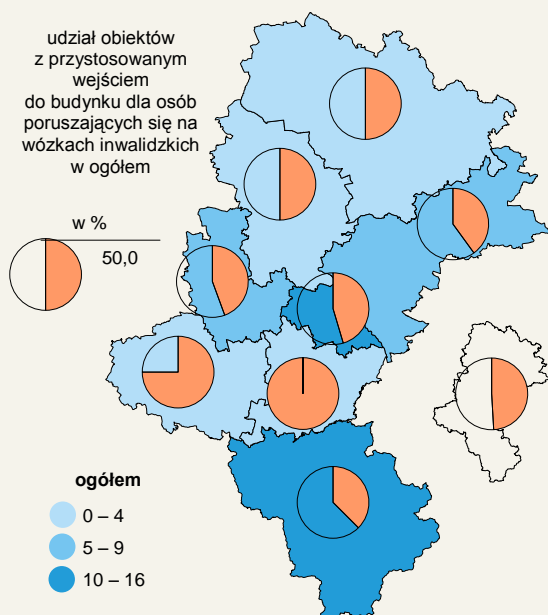 udział obiektów
z przystosowanym
wejściem
do budynku dla osób
poruszających się na
wózkach inwalidzkich
w ogółem
w %
50,0
ogółem
0 – 4
5 – 9
10 – 16